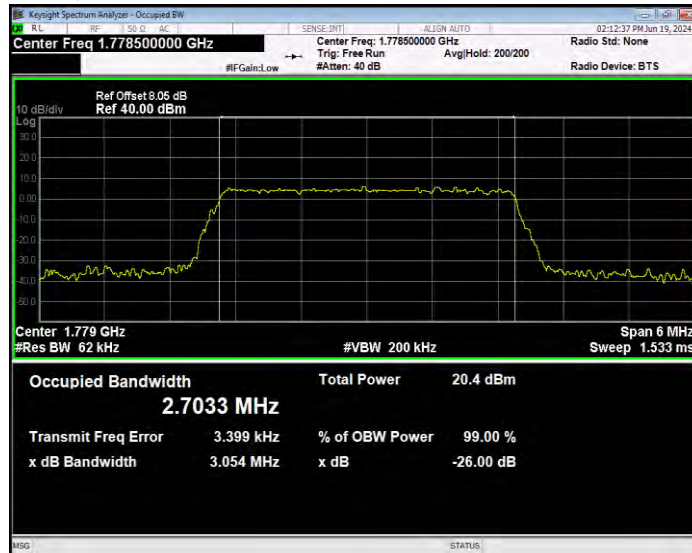 Keysight Spectrum Analyzer - Occupied BW
RL RF 50 Ω AC SENSE:INT ALIGN AUTO 02:12:37 PM Jun 19, 2024
Center Freq 1.778500000 GHz Center Freq: 1.778500000 GHz Radio Std: None
Trig: Free Run Avg|Hold: 200/200
#IFGain:Low #Atten: 40 dB Radio Device: BTS
Ref Offset 8.05 dB
10 dB/div Ref 40.00 dBm
Log
30.0
20.0
10.0
0.00
-10.0
-20.0
-30.0
-40.0
-50.0
Center 1.779 GHz Span 6 MHz
#Res BW 62 kHz #VBW 200 kHz Sweep 1.533 ms
Occupied Bandwidth Total Power 20.4 dBm
2.7033 MHz
Transmit Freq Error 3.399 kHz % of OBW Power 99.00 %
x dB Bandwidth 3.054 MHz x dB -26.00 dB
MSG STATUS